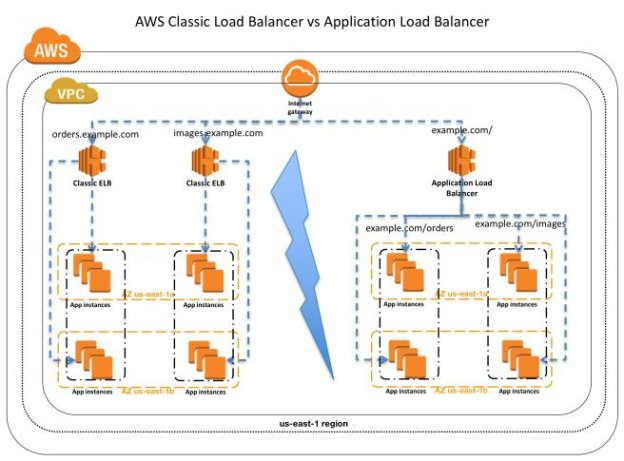 AWS Classic Load Balancer vs Application Load Balancer
AWS
VPC
Internet
gateway
orders.example.com
images.example.com
example.com/
Classic ELB
Classic ELB
Application Load
Balancer
example.com/orders
example.com/images
AZ us-east-1a
AZ us-east-1a
App instances
App instances
App instances
App instances
AZ us-east-1b
AZ us-east-1b
App instances
App instances
App instances
App instances
us-east-1 region